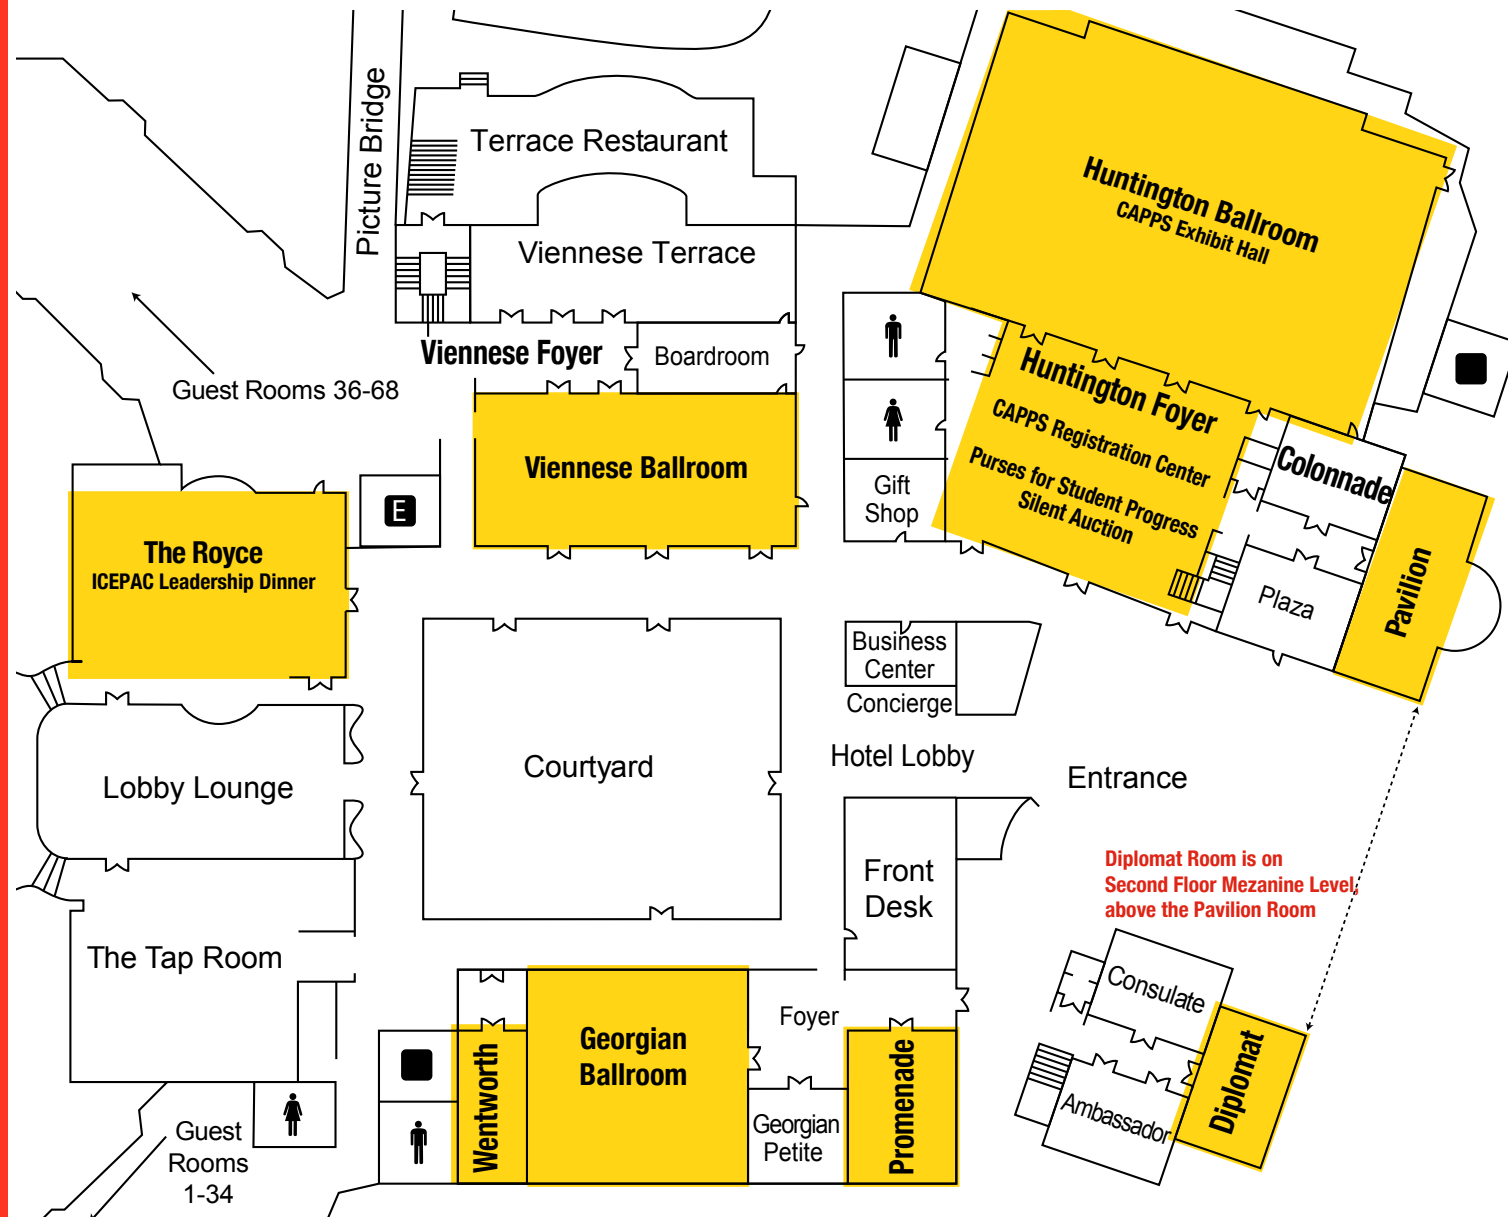 Picture Bridge
Terrace Restaurant
Viennese Terrace
Viennese Foyer
Boardroom
Guest Rooms 36-68
Viennese Ballroom
E
The Royce
ICEPAC Leadership Dinner
Huntington Ballroom
CAPPS Exhibit Hall
Huntington Foyer
CAPPS Registration Center
Purses for Student Progress
Silent Auction
Gift
Shop
Colonnade
Plaza
Pavilion
Business
Center
Concierge
Hotel Lobby
Entrance
Courtyard
Lobby Lounge
The Tap Room
Front
Desk
Diplomat Room is on
Second Floor Mezanine Level,
above the Pavilion Room
Consulate
Ambassador
Diplomat
Foyer
Georgian
Ballroom
Wentworth
Georgian
Petite
Promenade
Guest
Rooms
1-34